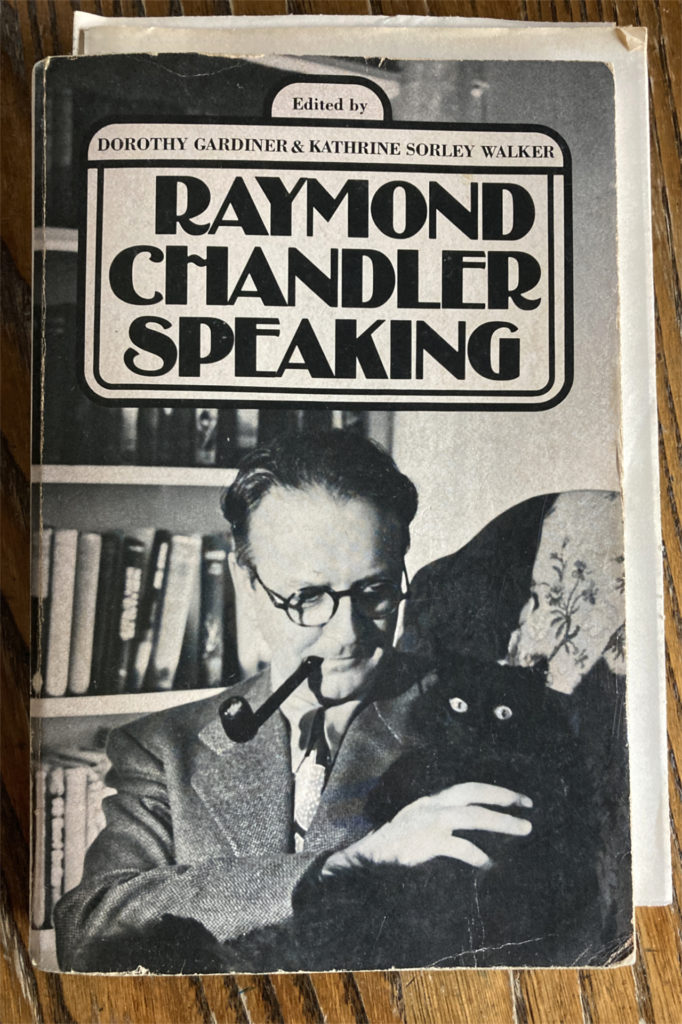 Edited by
DOROTHY GARDINER & KATHRINE SORLEY WALKER
RAYMOND
CHANDLER
SPEAKING